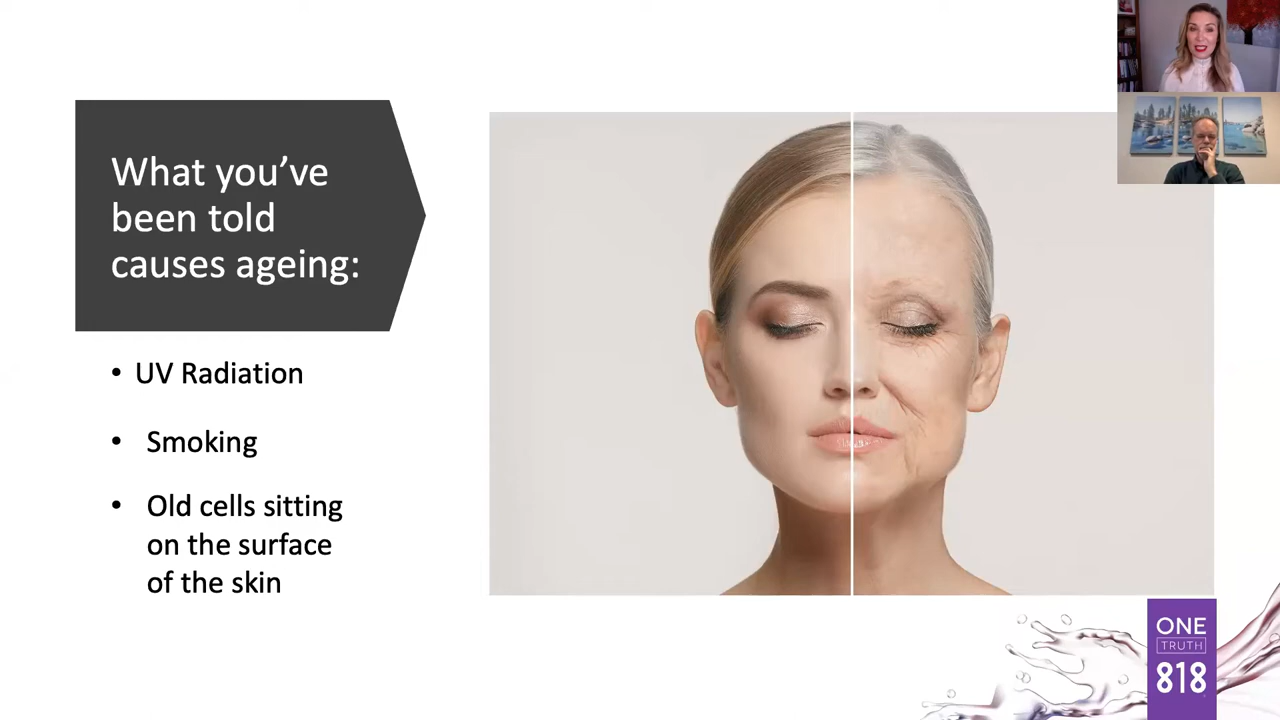 What you’ve
been told
causes ageing:
• UV Radiation
• Smoking
• Old cells sitting
on the surface
of the skin
ONE
TRUTH
818